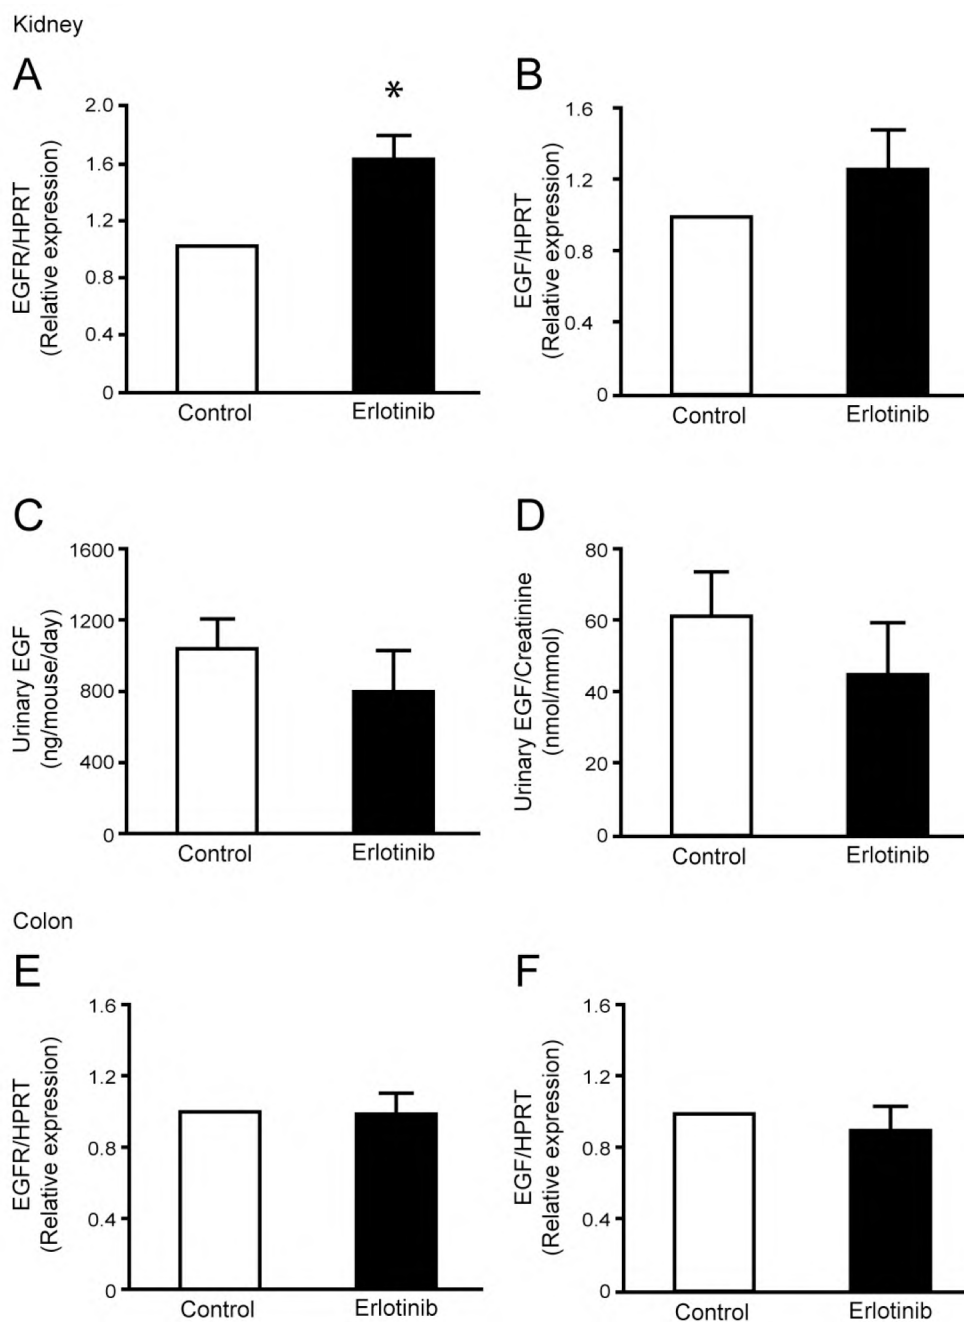 Kidney
A
*
EGFR/HPRT
(Relative expression)
2.0
1.6
1.2
0.8
0.4
0
Control
Erlotinib
B
EGF/HPRT
(Relative expression)
1.6
1.2
0.8
0.4
0
Control
Erlotinib
C
Urinary EGF
(ng/mouse/day)
1600
1200
800
400
0
Control
Erlotinib
D
Urinary EGF/Creatinine
(nmol/mmol)
80
60
40
20
0
Control
Erlotinib
Colon
E
EGFR/HPRT
(Relative expression)
1.6
1.2
0.8
0.4
0
Control
Erlotinib
F
EGF/HPRT
(Relative expression)
1.6
1.2
0.8
0.4
0
Control
Erlotinib